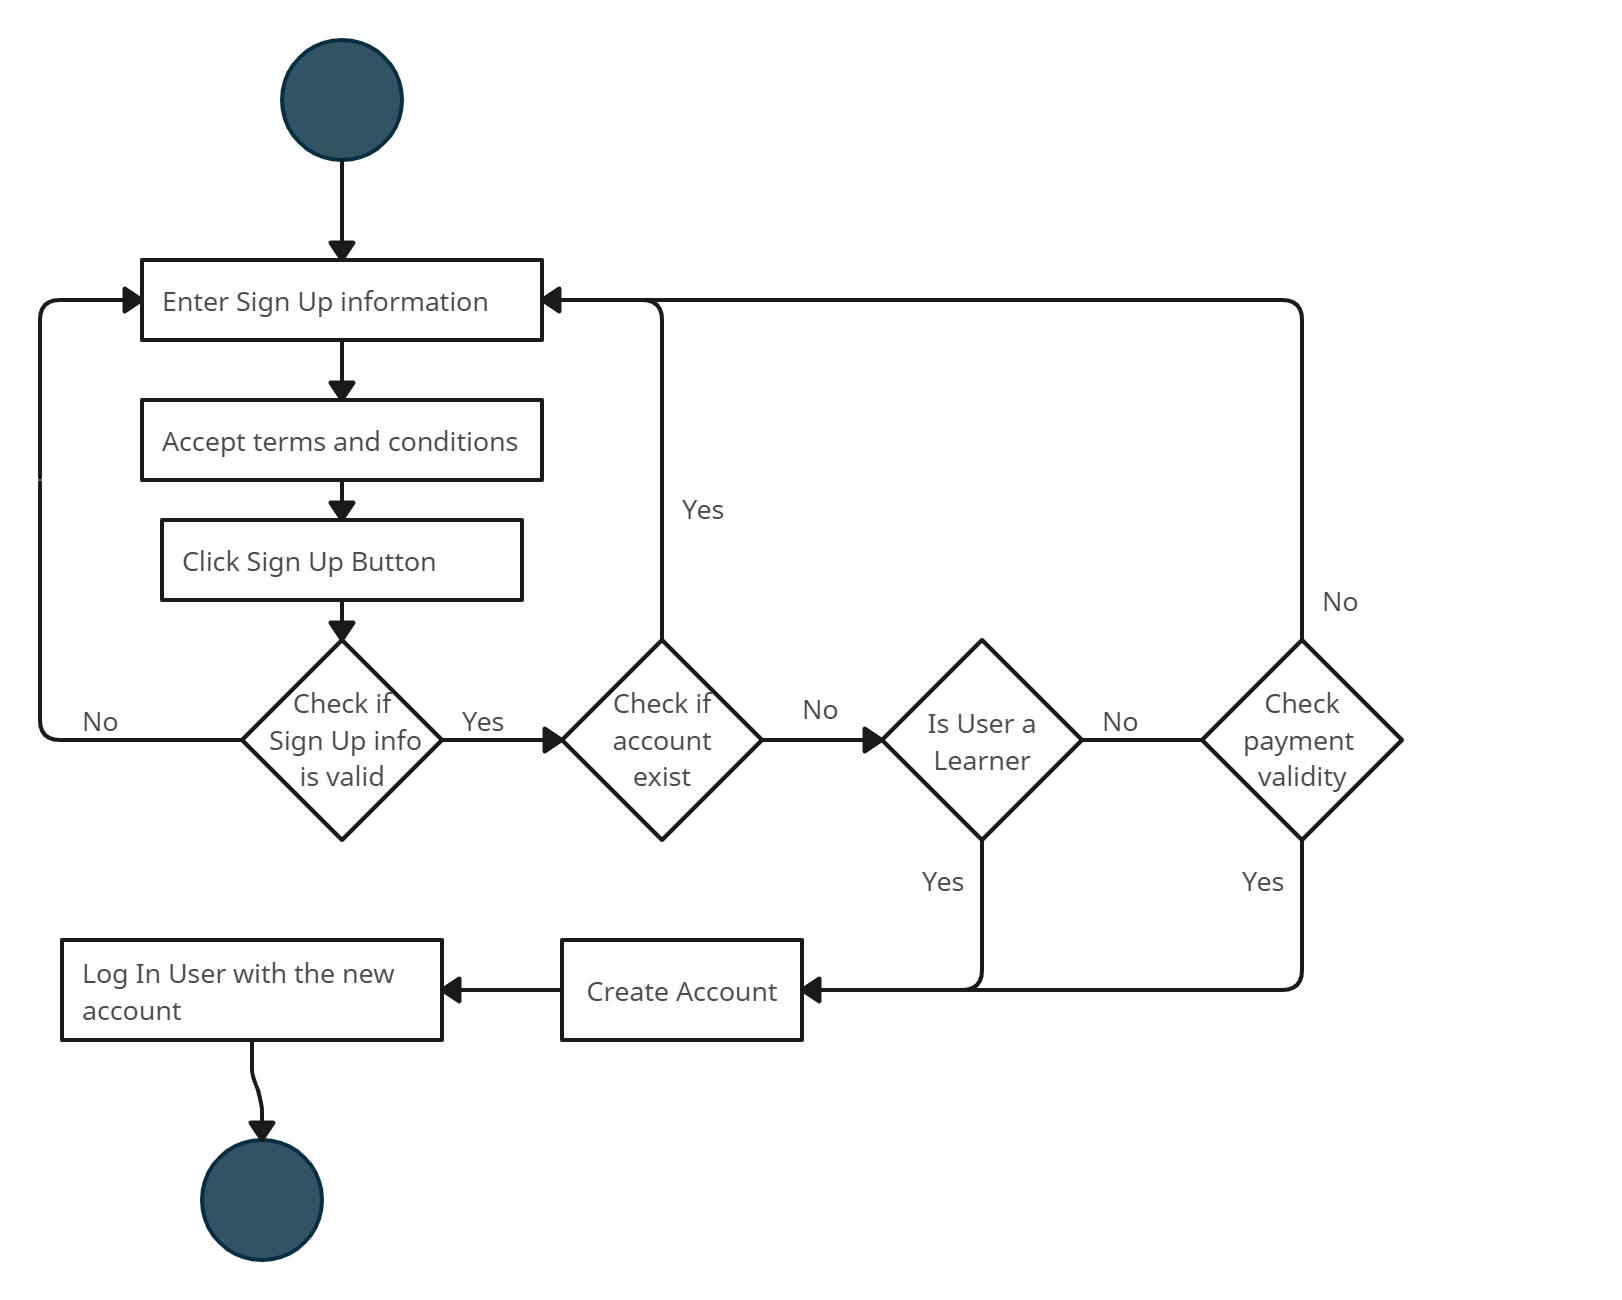 Enter Sign Up information
Accept terms and conditions
Yes
Click Sign Up Button
No
Check if
Sign Up info
is valid
No
Yes
Check if
account
exist
No
Is User a
Learner
No
Check
payment
validity
Yes
Yes
Log In User with the new
account
Create Account